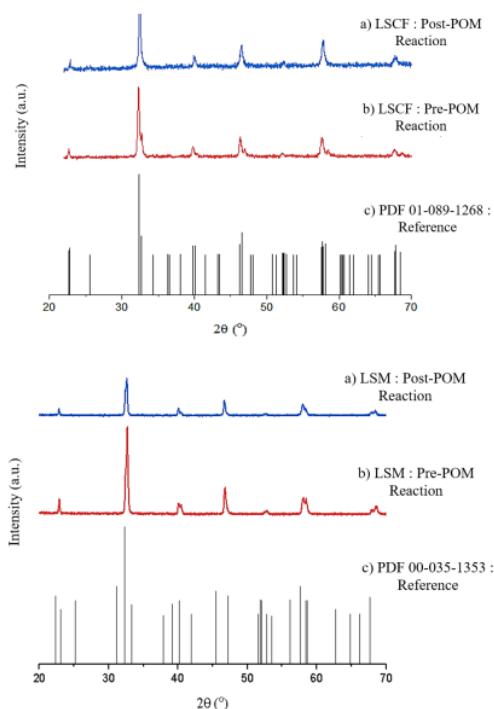 a) LSCF : Post-POM
Reaction
b) LSCF : Pre-POM
Reaction
Intensity (a.u.)
c) PDF 01-089-1268 :
Reference
20 30 40 50 60 70
2θ (°)
a) LSM : Post-POM
Reaction
b) LSM : Pre-POM
Reaction
Intensity (a.u.)
c) PDF 00-035-1353 :
Reference
20 30 40 50 60 70
2θ (°)